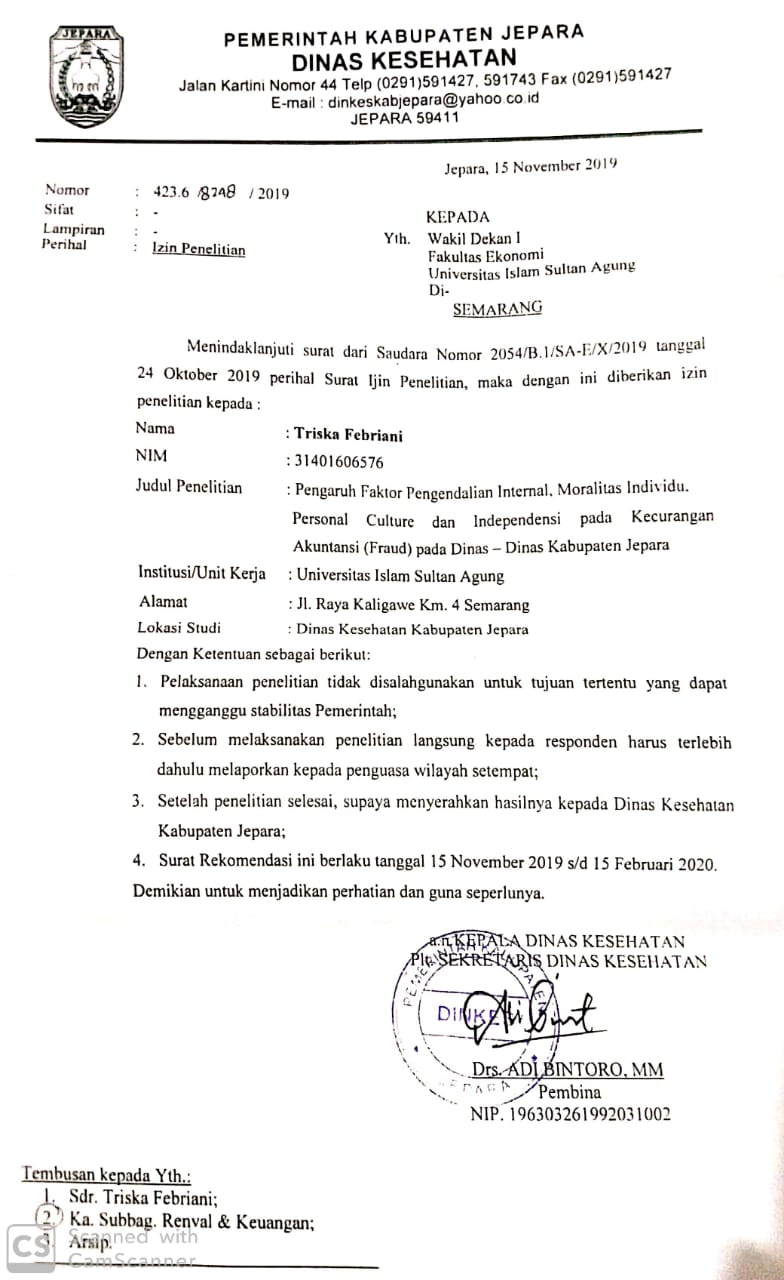 JEPARA
PEMERINTAH KABUPATEN JEPARA
DINAS KESEHATAN
Jalan Kartini Nomor 44 Telp (0291)591427, 591743 Fax (0291)591427
E-mail : dinkeskabjepara@yahoo.co.id
JEPARA 59411
Jepara, 15 November 2019
Nomor : 423.6 /8748 / 2019
Sifat : -
Lampiran : -
Perihal : Izin Penelitian
KEPADA
Yth. Wakil Dekan I
Fakultas Ekonomi
Universitas Islam Sultan Agung
Di-
SEMARANG
Menindaklanjuti surat dari Saudara Nomor 2054/B.1/SA-E/X/2019 tanggal
24 Oktober 2019 perihal Surat Ijin Penelitian, maka dengan ini diberikan izin
penelitian kepada :
Nama : Triska Febriani
NIM : 31401606576
Judul Penelitian : Pengaruh Faktor Pengendalian Internal, Moralitas Individu.
Personal Culture dan Independensi pada Kecurangan
Akuntansi (Fraud) pada Dinas – Dinas Kabupaten Jepara
Institusi/Unit Kerja : Universitas Islam Sultan Agung
Alamat : Jl. Raya Kaligawe Km. 4 Semarang
Lokasi Studi : Dinas Kesehatan Kabupaten Jepara
Dengan Ketentuan sebagai berikut:
1. Pelaksanaan penelitian tidak disalahgunakan untuk tujuan tertentu yang dapat
mengganggu stabilitas Pemerintah;
2. Sebelum melaksanakan penelitian langsung kepada responden harus terlebih
dahulu melaporkan kepada penguasa wilayah setempat;
3. Setelah penelitian selesai, supaya menyerahkan hasilnya kepada Dinas Kesehatan
Kabupaten Jepara;
4. Surat Rekomendasi ini berlaku tanggal 15 November 2019 s/d 15 Februari 2020.
Demikian untuk menjadikan perhatian dan guna seperlunya.
a.n KEPALA DINAS KESEHATAN
Plt. SEKRETARIS DINAS KESEHATAN
PEMERINTAH KABUPATEN
DINKE
JEPARA
Drs. ADI BINTORO, MM
Pembina
NIP. 196303261992031002
Tembusan kepada Yth.:
1. Sdr. Triska Febriani;
2. Ka. Subbag. Renval & Keuangan;
3. Arsip.
CS Scanned with
CamScanner